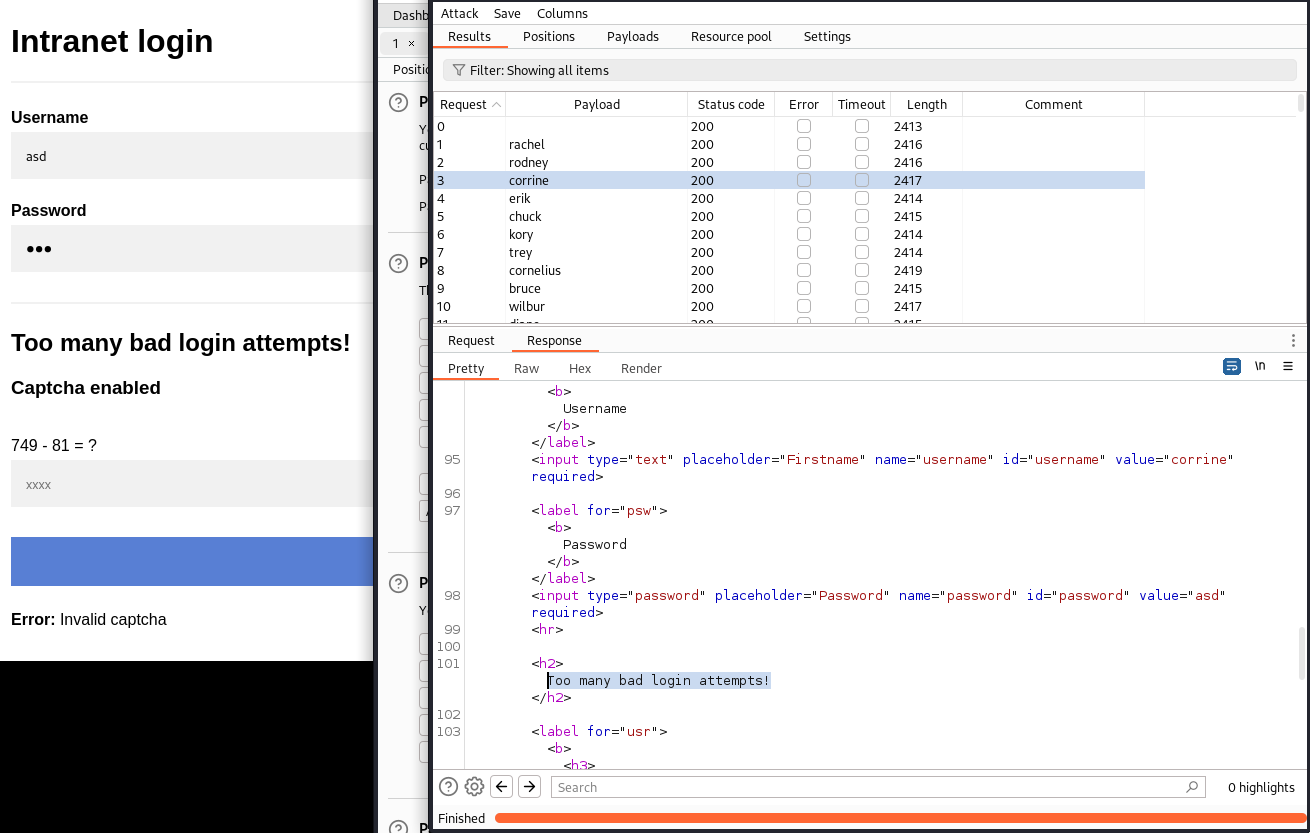 Intranet login
Username
asd
Password
•••
Too many bad login attempts!
Captcha enabled
749 - 81 = ?
xxxx
Error: Invalid captcha
Dashb
1 ×
Positio
Attack Save Columns
Results Positions Payloads Resource pool Settings
Filter: Showing all items
Request Payload Status code Error Timeout Length Comment
0 200 2413
1 rachel 200 2416
2 rodney 200 2416
3 corrine 200 2417
4 erik 200 2414
5 chuck 200 2415
6 kory 200 2414
7 trey 200 2414
8 cornelius 200 2419
9 bruce 200 2415
10 wilbur 200 2417
11 diane 200 2415
Request Response
Pretty Raw Hex Render
\n
<b>
Username
</b>
</label>
95 <input type="text" placeholder="Firstname" name="username" id="username" value="corrine"
required>
96
97 <label for="psw">
<b>
Password
</b>
</label>
98 <input type="password" placeholder="Password" name="password" id="password" value="asd"
required>
99 <hr>
100
101 <h2>
Too many bad login attempts!
</h2>
102
103 <label for="usr">
<b>
<h3>
Search
0 highlights
Finished